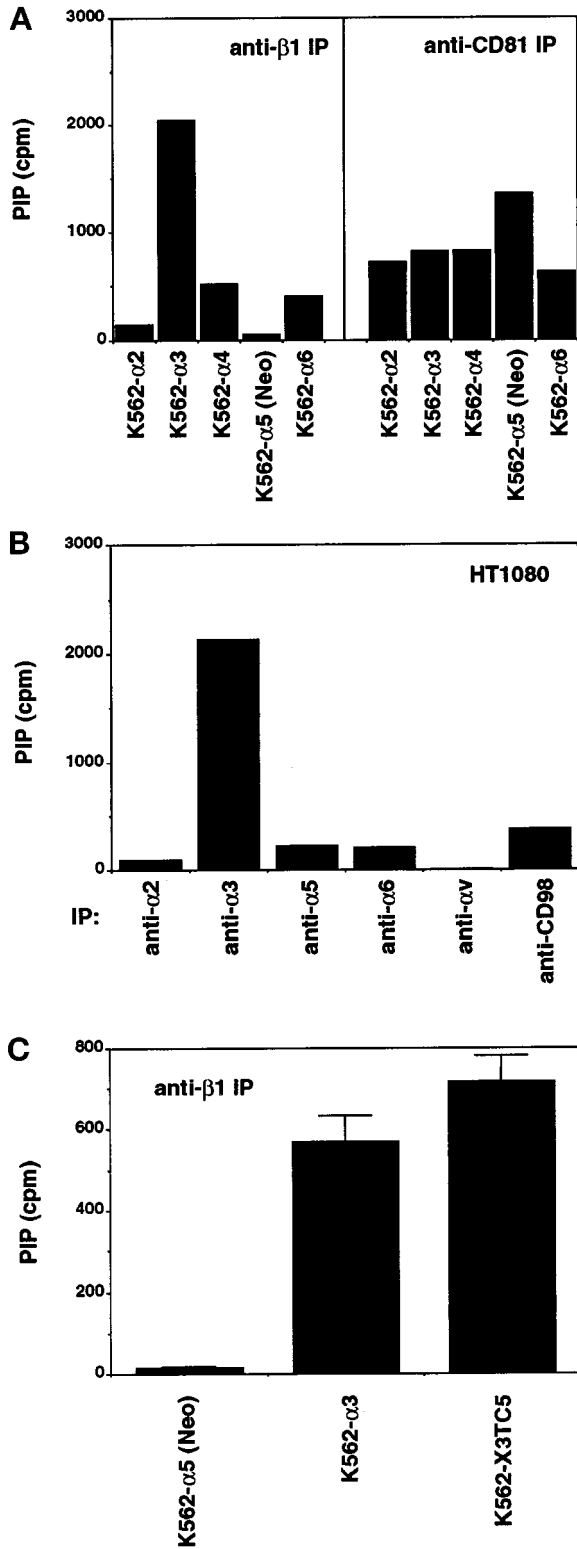 A
3000
2000
1000
0
PIP (cpm)
anti-β1 IP
anti-CD81 IP
K562-α2
K562-α3
K562-α4
K562-α5 (Neo)
K562-α6
K562-α2
K562-α3
K562-α4
K562-α5 (Neo)
K562-α6
B
3000
2000
1000
0
PIP (cpm)
HT1080
IP:
anti-α2
anti-α3
anti-α5
anti-α6
anti-αv
anti-CD98
C
800
600
400
200
0
PIP (cpm)
anti-β1 IP
K562-α5 (Neo)
K562-α3
K562-X3TC5